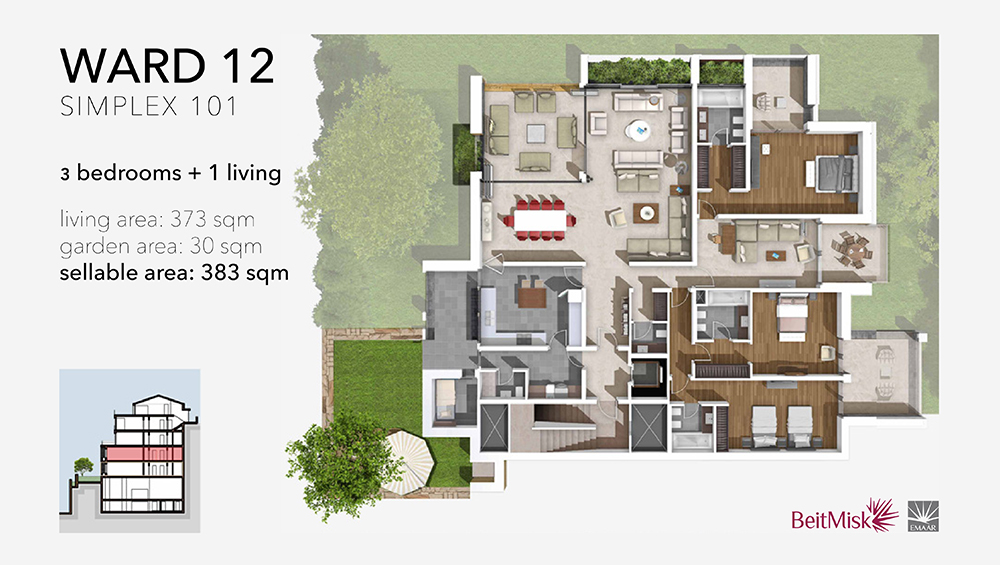 WARD 12
SIMPLEX 101
3 bedrooms + 1 living
living area: 373 sqm
garden area: 30 sqm
sellable area: 383 sqm
BeitMisk
EMAAR